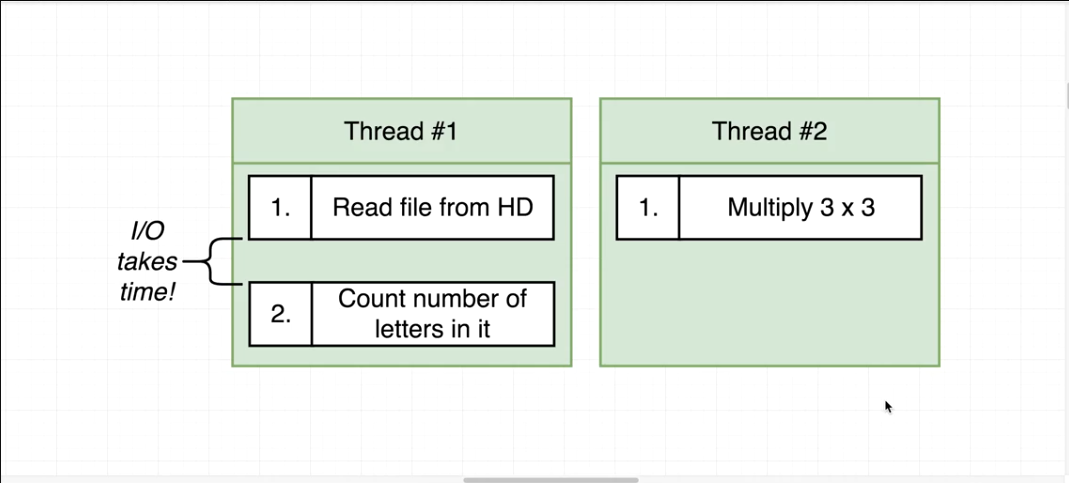 Thread #1
1.
Read file from HD
I/O
takes
time!
2.
Count number of
letters in it
Thread #2
1.
Multiply 3 x 3